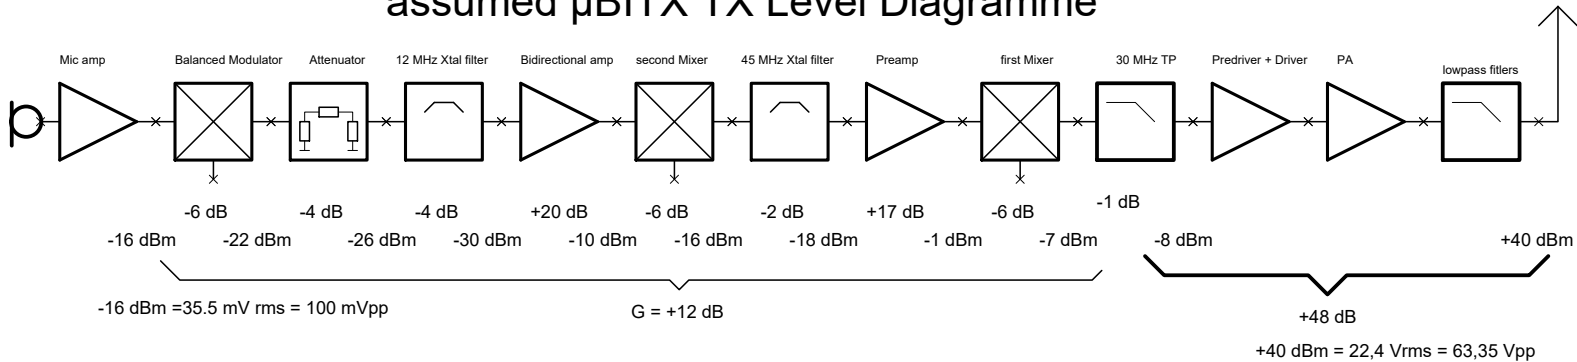 assumed µBITX TX Level Diagramme
Mic amp
Balanced Modulator
Attenuator
12 MHz Xtal filter
Bidirectional amp
second Mixer
45 MHz Xtal filter
Preamp
first Mixer
30 MHz TP
Predriver + Driver
PA
lowpass fitlers
-6 dB
-4 dB
-4 dB
+20 dB
-6 dB
-2 dB
+17 dB
-6 dB
-1 dB
-16 dBm
-22 dBm
-26 dBm
-30 dBm
-10 dBm
-16 dBm
-18 dBm
-1 dBm
-7 dBm
-8 dBm
+40 dBm
-16 dBm =35.5 mV rms = 100 mVpp
G = +12 dB
+48 dB
+40 dBm = 22,4 Vrms = 63,35 Vpp